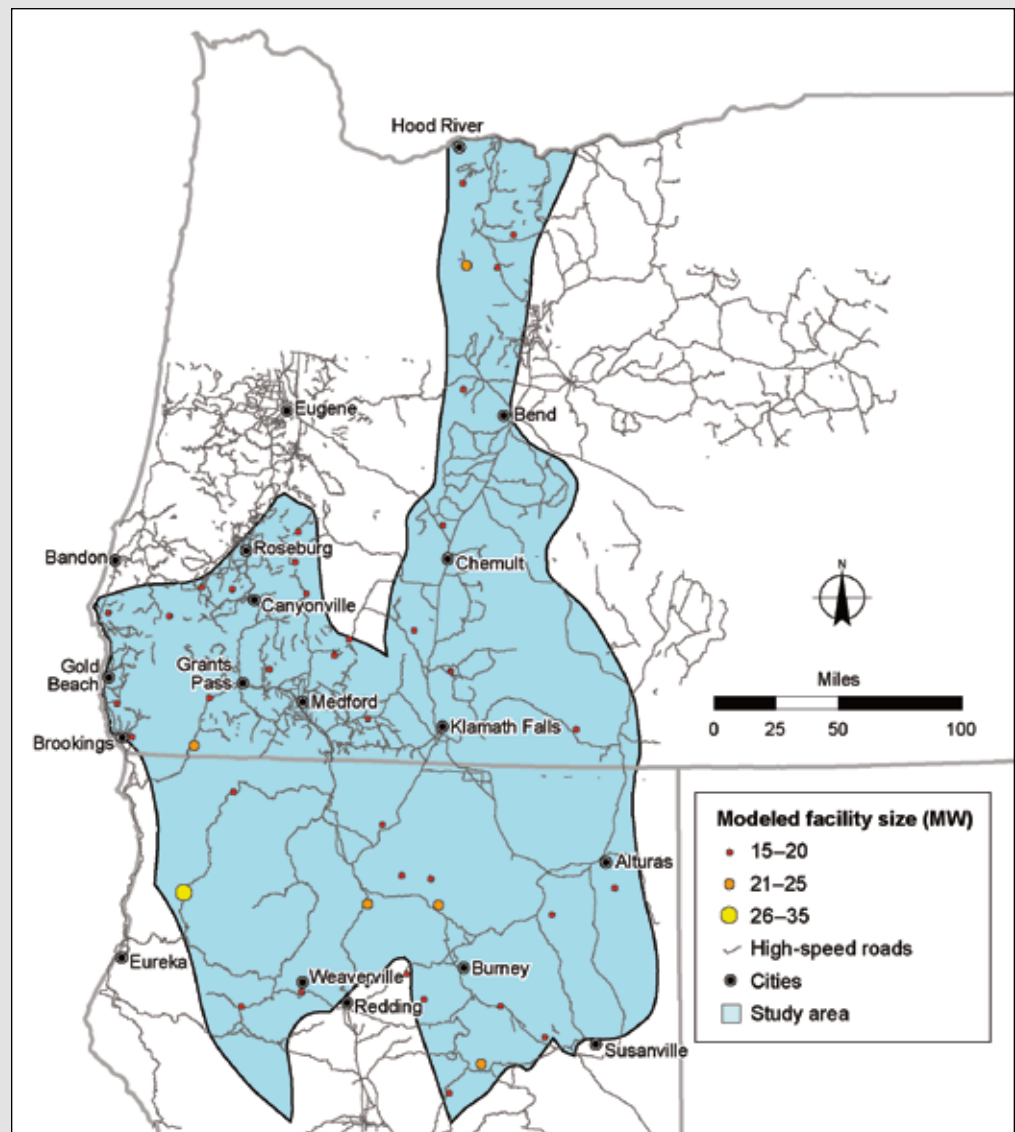 Hood River
Eugene
Bend
Bandon
Roseburg
Chemult
Canyonville
N
Gold
Beach
Grants
Pass
Medford
Miles
0 25 50 100
Klamath Falls
Brookings
Modeled facility size (MW)
15–20
21–25
26–35
High-speed roads
Cities
Study area
Alturas
Eureka
Weaverville
Burney
Redding
Susanville